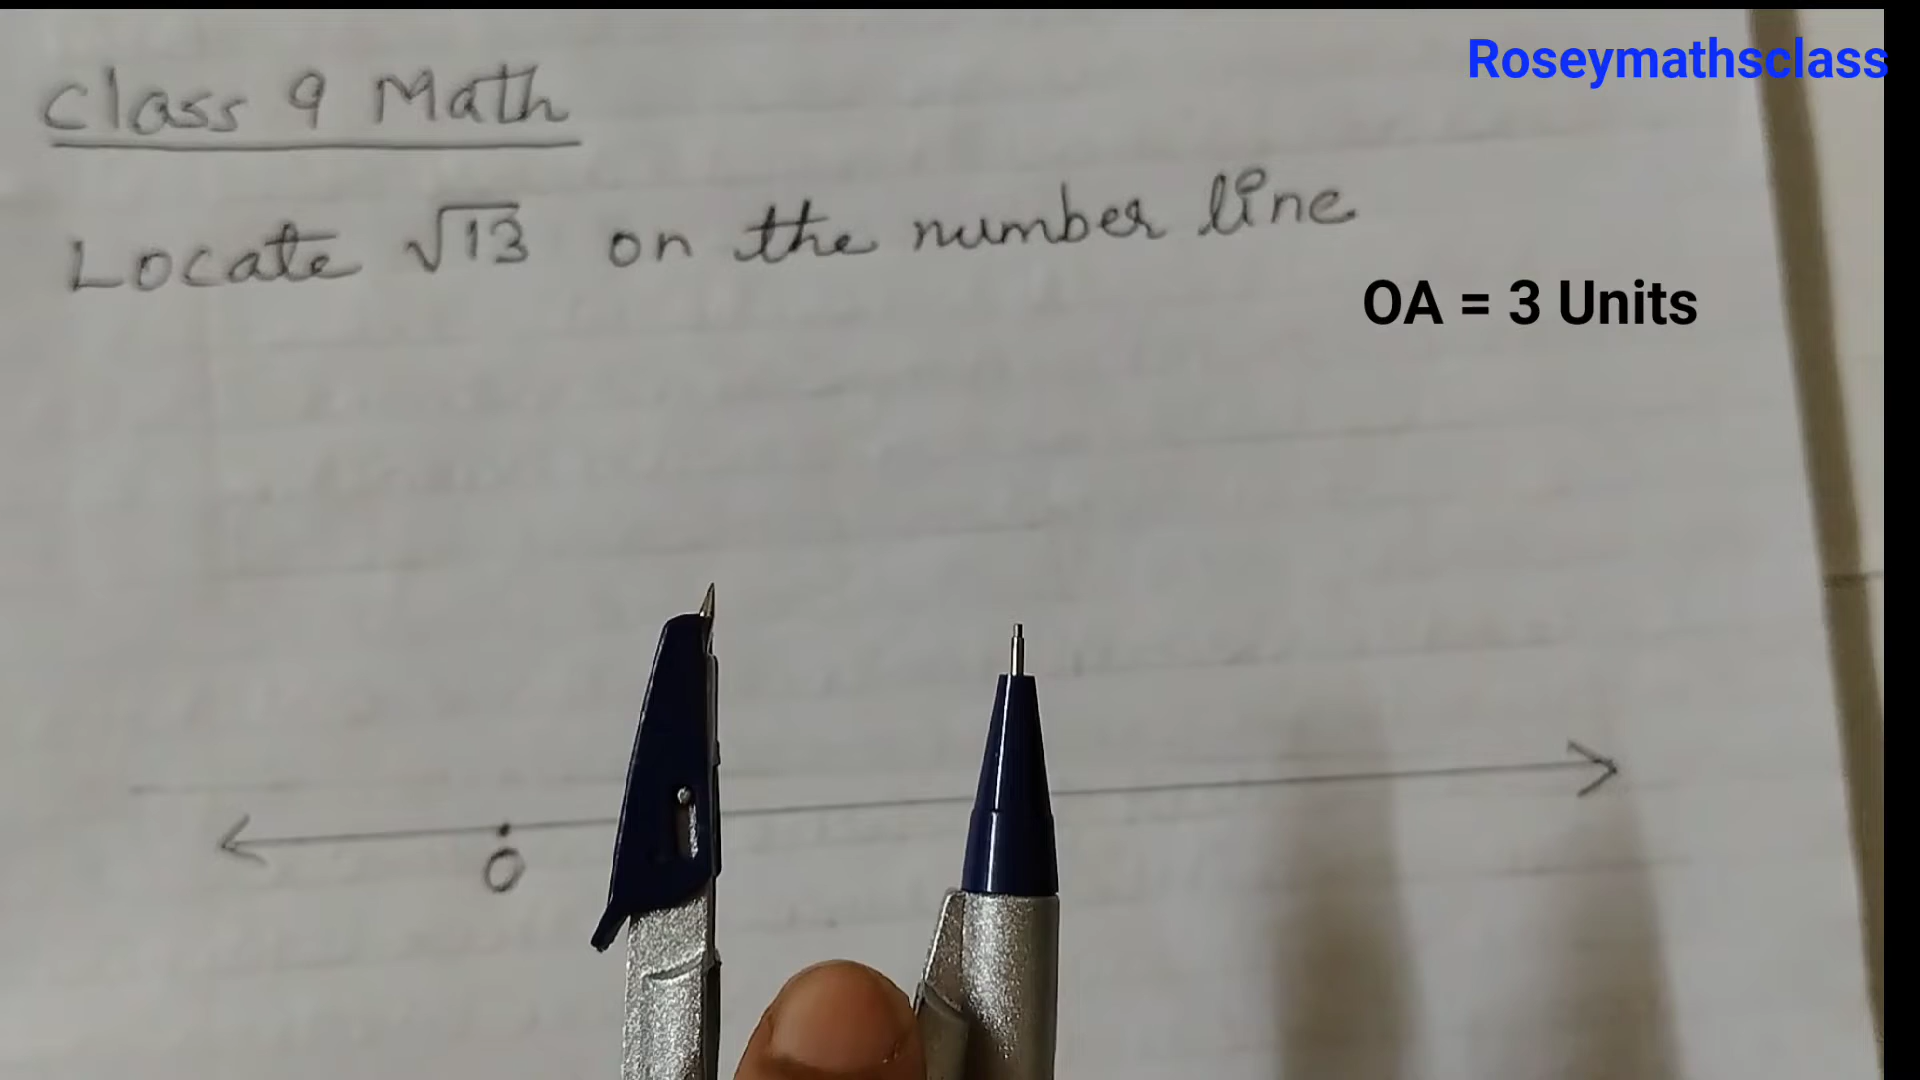 Roseymathsclass
Class 9 Math
Locate √13 on the number line
OA = 3 Units
O